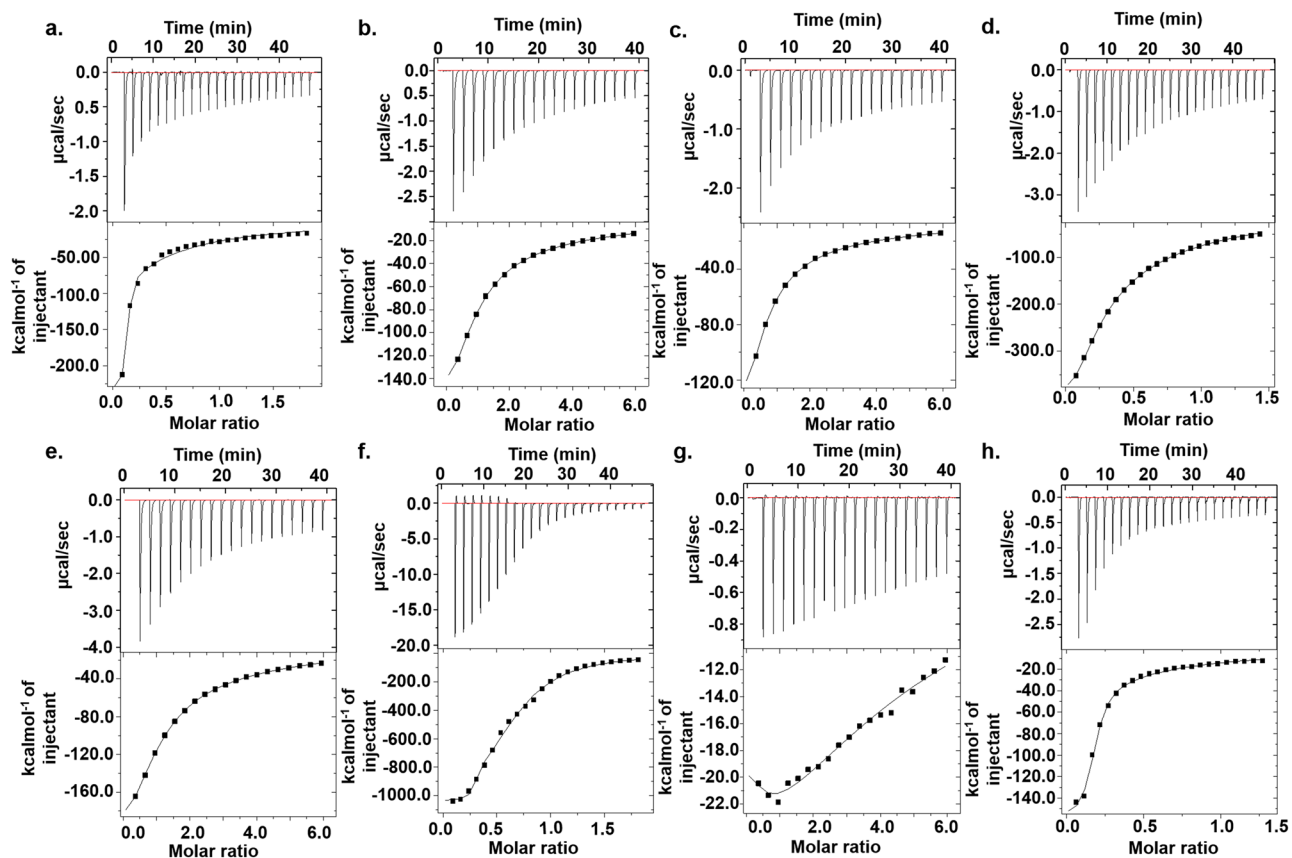 a.
Time (min)
0 10 20 30 40
0.0
0.5
-1.0
-1.5
-2.0
µcal/sec
-50.00
-100.0
-150.0
-200.0
kcalmol⁻¹ of
injectant
0.0 0.5 1.0 1.5
Molar ratio
b.
Time (min)
0 10 20 30 40
0.0
-0.5
-1.0
-1.5
-2.0
-2.5
µcal/sec
-20.0
-40.0
-60.0
-80.0
-100.0
-120.0
-140.0
kcalmol⁻¹ of
injectant
0.0 2.0 4.0 6.0
Molar ratio
c.
Time (min)
0 10 20 30 40
0.0
-1.0
-2.0
µcal/sec
-40.0
-80.0
-120.0
kcalmol⁻¹ of
injectant
0.0 2.0 4.0 6.0
Molar ratio
d.
Time (min)
0 10 20 30 40
0.0
-1.0
-2.0
-3.0
µcal/sec
-100.0
-200.0
-300.0
kcalmol⁻¹ of
injectant
0.0 0.5 1.0 1.5
Molar ratio
e.
Time (min)
0 10 20 30 40
0.0
-1.0
-2.0
-3.0
-4.0
µcal/sec
-40.0
-80.0
-120.0
-160.0
kcalmol⁻¹ of
injectant
0.0 2.0 4.0 6.0
Molar ratio
f.
Time (min)
0 10 20 30 40
0.0
-5.0
-10.0
-15.0
-20.0
µcal/sec
-200.0
-400.0
-600.0
-800.0
-1000.0
kcalmol⁻¹ of
injectant
0.0 0.5 1.0 1.5
Molar ratio
g.
Time (min)
0 10 20 30 40
0.0
-0.2
-0.4
-0.6
-0.8
µcal/sec
-12.0
-14.0
-16.0
-18.0
-20.0
-22.0
kcalmol⁻¹ of
injectant
0.0 2.0 4.0 6.0
Molar ratio
h.
Time (min)
0 10 20 30 40
0.0
-0.5
-1.0
-1.5
-2.0
-2.5
µcal/sec
-20.0
-40.0
-60.0
-80.0
-100.0
-120.0
-140.0
kcalmol⁻¹ of
injectant
0.0 0.5 1.0 1.5
Molar ratio